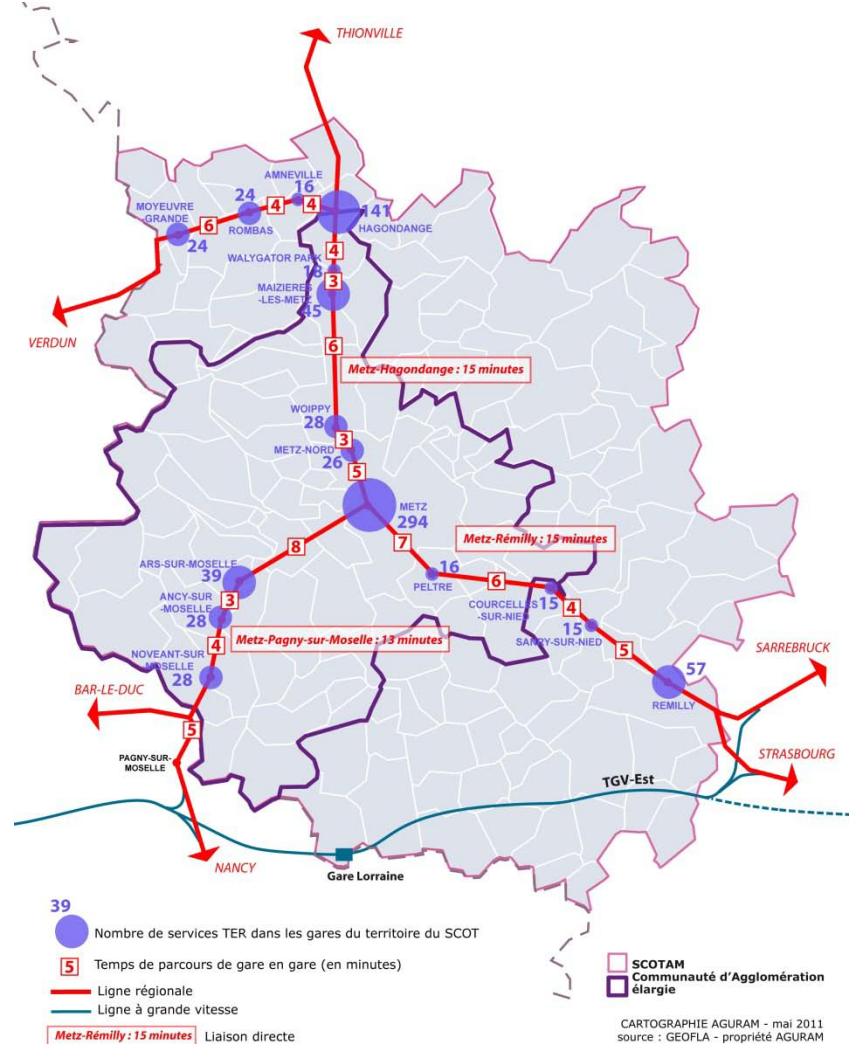 THIONVILLE
AMNEVILLE
16
MOYEUVRE
-GRANDE
24
24
ROMBAS
6
4
4
141
HAGONDANGE
4
WALYGATOR PARK
18
3
MAIZIERES
-LES-METZ
45
VERDUN
6
Metz-Hagondange : 15 minutes
WOIPPY
28
3
METZ-NORD
26
5
METZ
294
8
7
Metz-Rémilly : 15 minutes
ARS-SUR-MOSELLE
39
16
PELTRE
6
ANCY-SUR
-MOSELLE
28
3
COURCELLES
-SUR-NIED
15
4
Metz-Pagny-sur-Moselle : 13 minutes
15
SANRY-SUR-NIED
4
NOVEANT-SUR
MOSELLE
28
5
57
REMILLY
SARREBRUCK
BAR-LE-DUC
5
PAGNY-SUR-
MOSELLE
STRASBOURG
TGV-Est
NANCY
Gare Lorraine
39
Nombre de services TER dans les gares du territoire du SCOT
5 Temps de parcours de gare en gare (en minutes)
Ligne régionale
Ligne à grande vitesse
Metz-Rémilly : 15 minutes Liaison directe
SCOTAM
Communauté d'Agglomération
élargie
CARTOGRAPHIE AGURAM - mai 2011
source : GEOFLA - propriété AGURAM